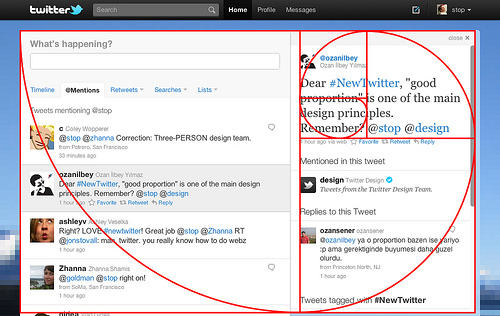 twitter
Search
Home Profile Messages
stop
What's happening?
Timeline @Mentions Retweets Searches Lists
Tweets mentioning @stop
c Coley Wopperer
@stop @zhanna Correction: Three-PERSON design team.
from Potrero, San Francisco
33 minutes ago
ozanilbey Ozan Ilbey Yilmaz
Dear #NewTwitter, "good proportion" is one of the main design
principles. Remember? @stop @design
1 hour ago Favorite Retweet Reply
ashleyv Ashley Veselka
Right? LOVE #newtwitter! Great job @stop @Zhanna RT
@jonstovall: man, twitter. you really know how to do webz
1 hour ago
Zhanna Zhanna Shamis
@goldman @stop right on!
from SoMa, San Francisco
1 hour ago
close ×
@ozanilbey
Ozan Ilbey Yilmaz
Dear #NewTwitter, "good
proportion" is one of the main
design principles.
Remember? @stop @design
1 hour ago via web Favorite Retweet Reply
Mentioned in this tweet
design Twitter Design
Tweets from the Twitter Design Team.
Replies to this Tweet
ozansener ozansener
@ozanilbey ya o proportion bazen ise yariyo
:p ama gerektiginde buyumesi daha guzel
olurdu.
from Princeton North, NJ
1 hour ago
Tweets tagged with #NewTwitter